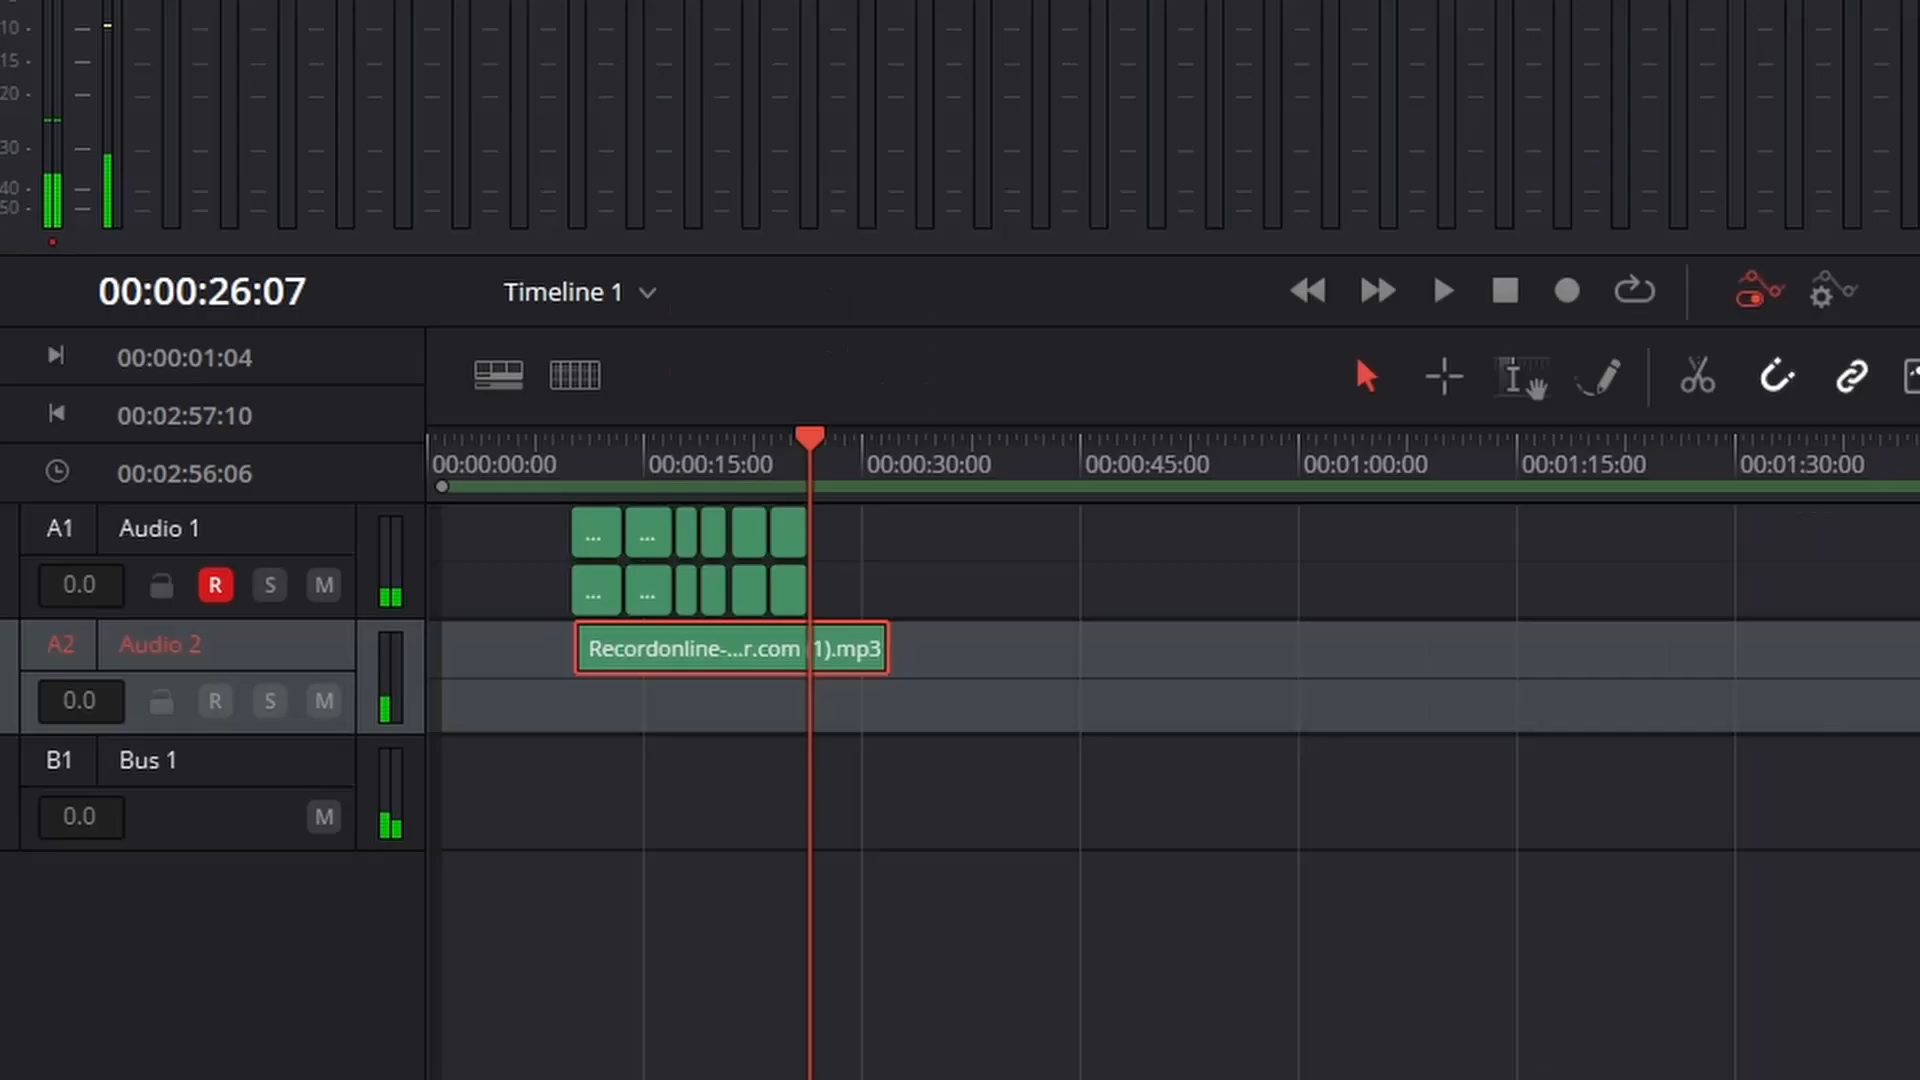 10
15
20
30
40
50
00:00:26:07 Timeline 1
00:00:01:04
00:02:57:10
00:02:56:06
00:00:00:00 00:00:15:00 00:00:30:00 00:00:45:00 00:01:00:00 00:01:15:00 00:01:30:00
A1 Audio 1
0.0 R S M
... ...
... ...
A2 Audio 2
0.0 R S M
Recordonline-...r.com (1).mp3
B1 Bus 1
0.0 M